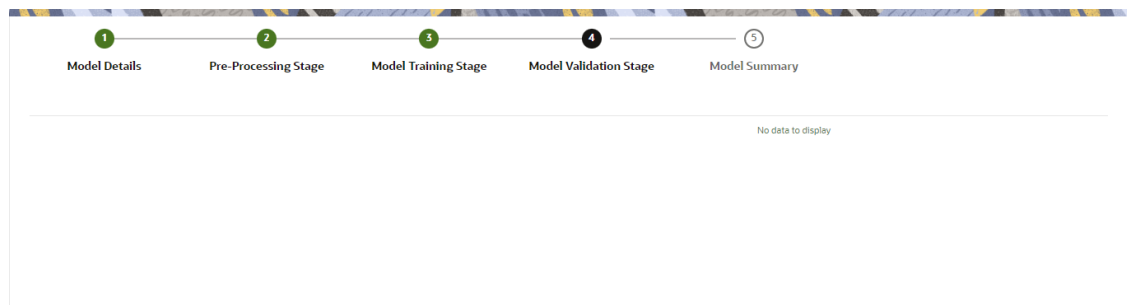 1 2 3 4 5
Model Details Pre-Processing Stage Model Training Stage Model Validation Stage Model Summary
No data to display